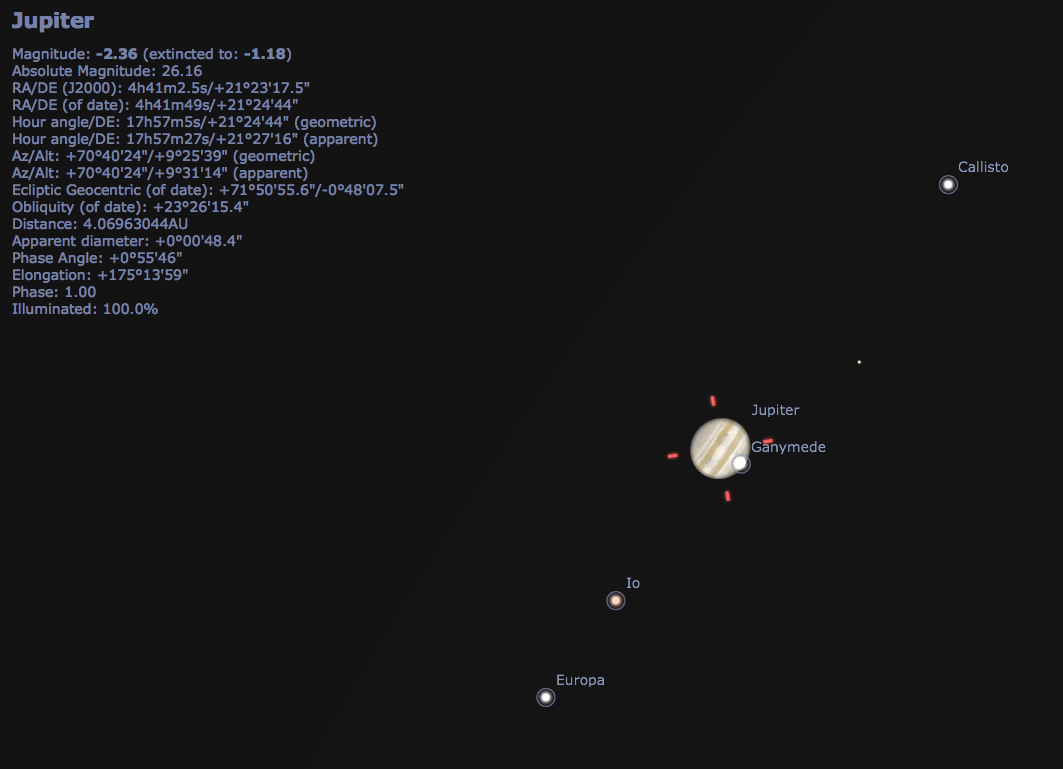 Jupiter
Magnitude: -2.36 (extincted to: -1.18)
Absolute Magnitude: 26.16
RA/DE (J2000): 4h41m2.5s/+21°23'17.5"
RA/DE (of date): 4h41m49s/+21°24'44"
Hour angle/DE: 17h57m5s/+21°24'44" (geometric)
Hour angle/DE: 17h57m27s/+21°27'16" (apparent)
Az/Alt: +70°40'24"/+9°25'39" (geometric)
Az/Alt: +70°40'24"/+9°31'14" (apparent)
Ecliptic Geocentric (of date): +71°50'55.6"/-0°48'07.5"
Obliquity (of date): +23°26'15.4"
Distance: 4.06963044AU
Apparent diameter: +0°00'48.4"
Phase Angle: +0°55'46"
Elongation: +175°13'59"
Phase: 1.00
Illuminated: 100.0%
Callisto
Jupiter
Ganymede
Io
Europa